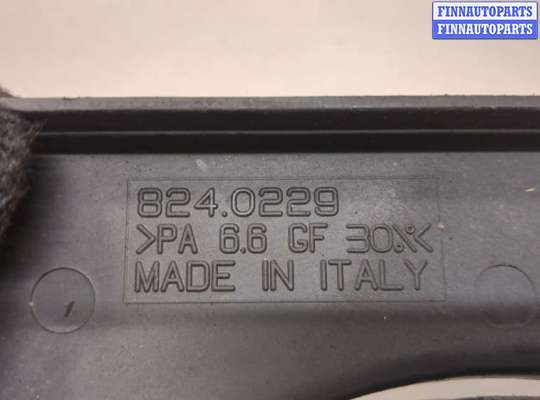 FINNAUTOPARTS
FINNAUTOPARTS
824.0229
>PA 6.6 GF 30%<
MADE IN ITALY